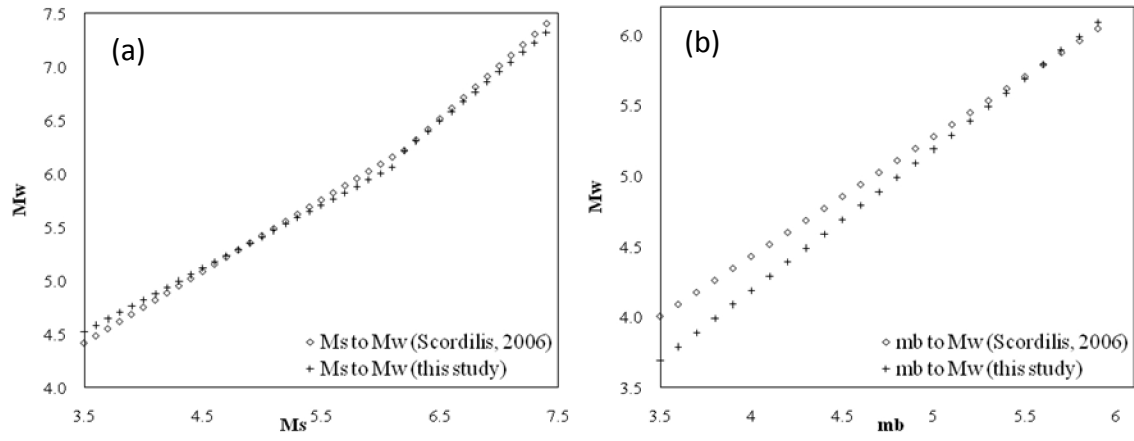 (a)
7.5
7.0
6.5
6.0
5.5
5.0
4.5
4.0
Mw
Ms to Mw (Scordilis, 2006)
Ms to Mw (this study)
3.5 4.5 5.5 6.5 7.5
Ms
(b)
6.0
5.5
5.0
4.5
4.0
3.5
Mw
mb to Mw (Scordilis, 2006)
mb to Mw (this study)
3.5 4 4.5 5 5.5 6
mb